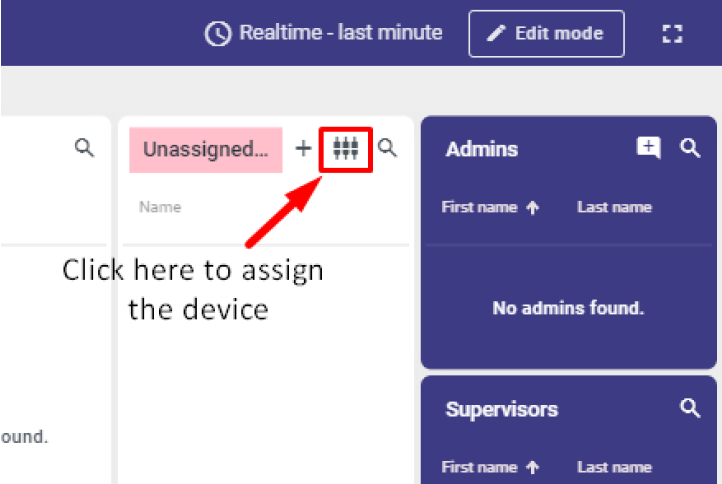 Realtime - last minute
Edit mode
Unassigned...
Admins
Name
First name
Last name
Click here to assign
the device
No admins found.
Supervisors
ound.
First name
Last name